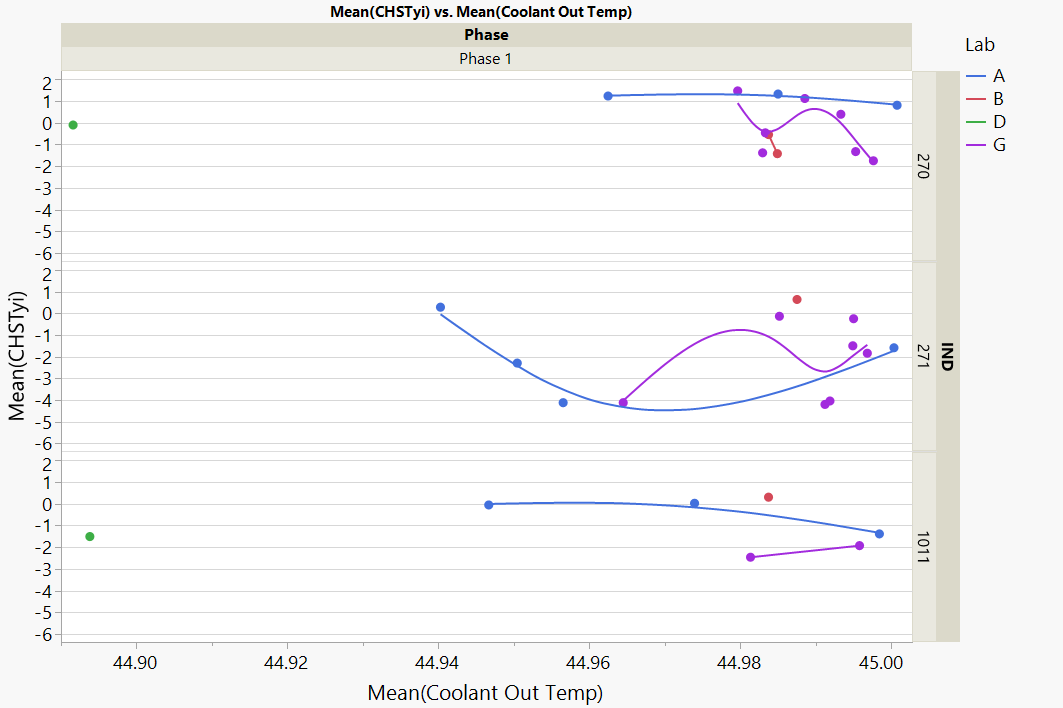 Mean(CHSTyi) vs. Mean(Coolant Out Temp)
Phase
Phase 1
Lab
A
B
D
G
Mean(CHSTyi)
2
1
0
-1
-2
-3
-4
-5
-6
270
2
1
0
-1
-2
-3
-4
-5
-6
271
IND
2
1
0
-1
-2
-3
-4
-5
-6
1011
44.90 44.92 44.94 44.96 44.98 45.00
Mean(Coolant Out Temp)